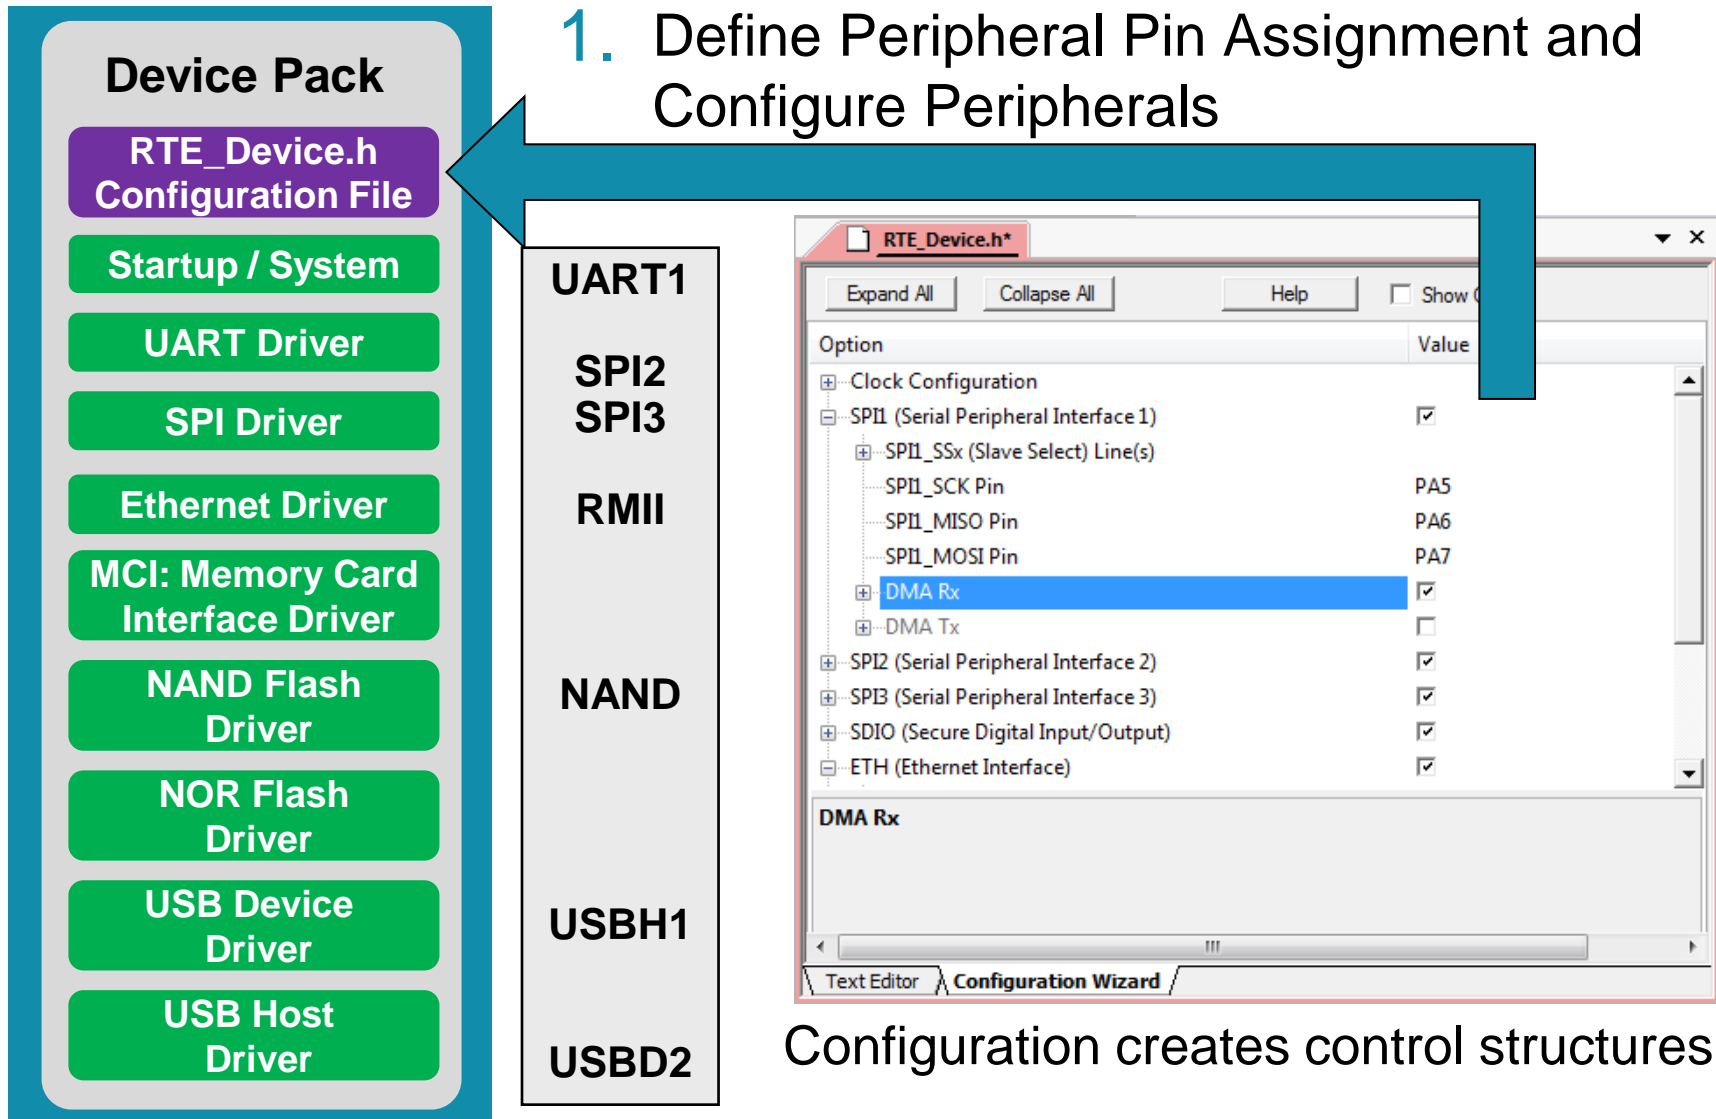 1. Define Peripheral Pin Assignment and
Configure Peripherals
Device Pack
RTE_Device.h
Configuration File
Startup / System
UART Driver
SPI Driver
Ethernet Driver
MCI: Memory Card
Interface Driver
NAND Flash
Driver
NOR Flash
Driver
USB Device
Driver
USB Host
Driver
UART1
SPI2
SPI3
RMII
NAND
USBH1
USBD2
RTE_Device.h*
Expand All Collapse All Help Show
Option Value
Clock Configuration
SPI1 (Serial Peripheral Interface 1)
SPI1_SSx (Slave Select) Line(s)
SPI1_SCK Pin PA5
SPI1_MISO Pin PA6
SPI1_MOSI Pin PA7
DMA Rx
DMA Tx
SPI2 (Serial Peripheral Interface 2)
SPI3 (Serial Peripheral Interface 3)
SDIO (Secure Digital Input/Output)
ETH (Ethernet Interface)
DMA Rx
Text Editor Configuration Wizard
Configuration creates control structures